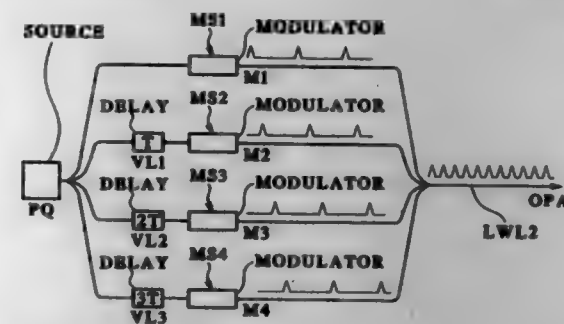 SOURCE
MS1
MODULATOR
M1
DELAY
MS2
MODULATOR
T
VL1
M2
DELAY
MS3
MODULATOR
PQ
2T
VL2
M3
OPA
LWL2
DELAY
MS4
MODULATOR
3T
VL3
M4